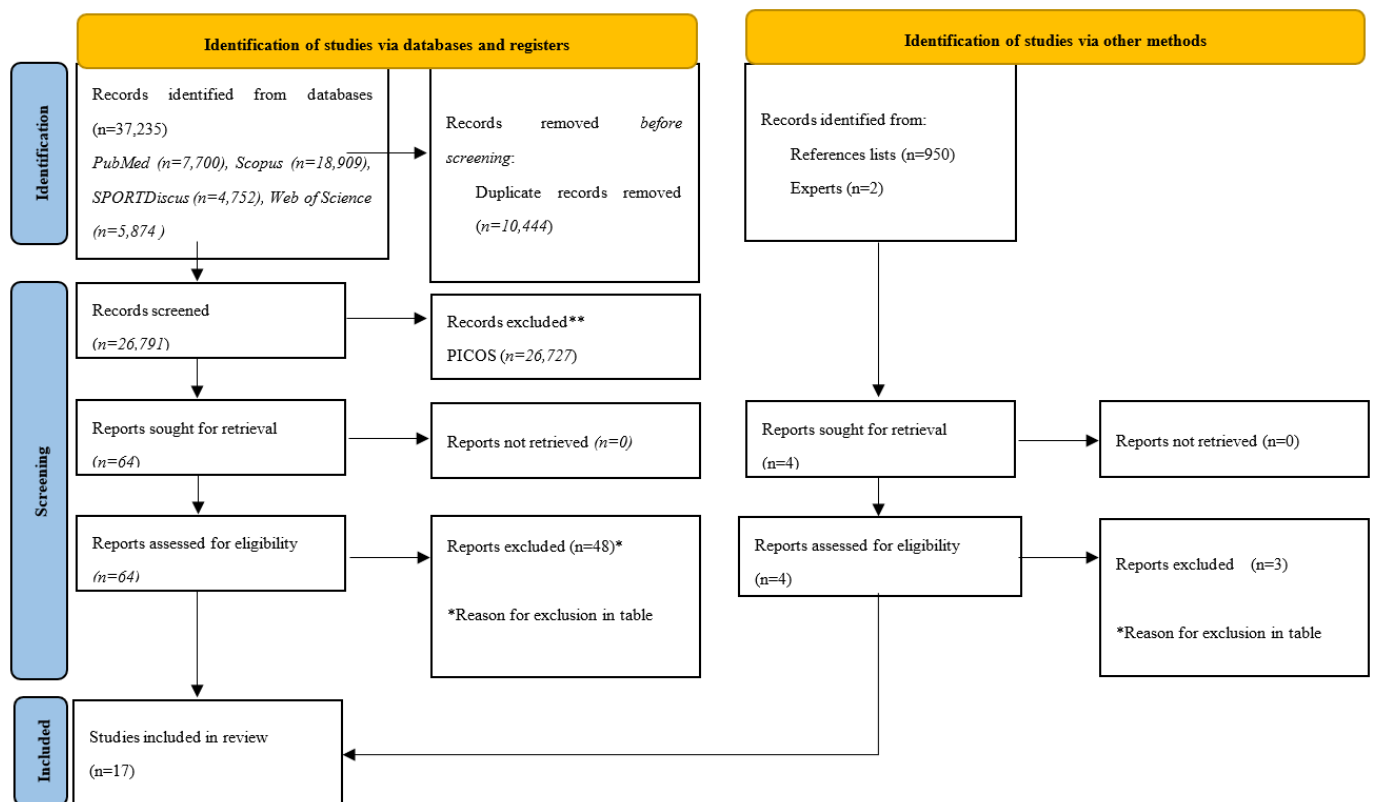 Identification of studies via databases and registers
Identification of studies via other methods
Identification
Records identified from databases
(n=37,235)
PubMed (n=7,700), Scopus (n=18,909),
SPORTDiscus (n=4,752), Web of Science
(n=5,874 )
Records removed before
screening:
Duplicate records removed
(n=10,444)
Records identified from:
References lists (n=950)
Experts (n=2)
Screening
Records screened
(n=26,791)
Records excluded**
PICOS (n=26,727)
Reports sought for retrieval
(n=64)
Reports not retrieved (n=0)
Reports sought for retrieval
(n=4)
Reports not retrieved (n=0)
Reports assessed for eligibility
(n=64)
Reports excluded (n=48)*
*Reason for exclusion in table
Reports assessed for eligibility
(n=4)
Reports excluded (n=3)
*Reason for exclusion in table
Included
Studies included in review
(n=17)